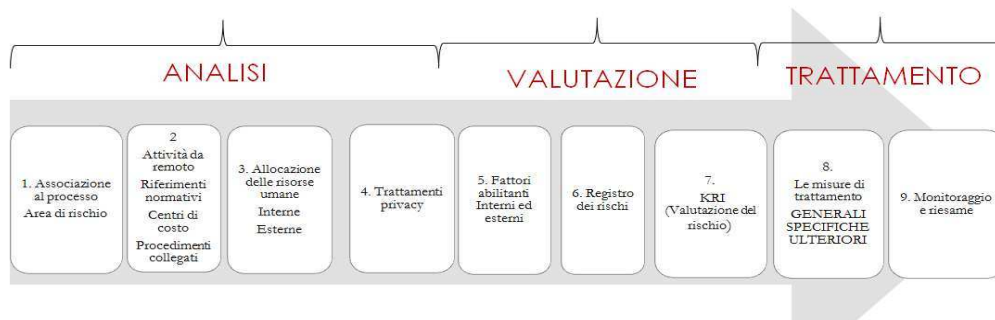 ANALISI
VALUTAZIONE
TRATTAMENTO
1. Associazione
al processo
Area di rischio
2
Attività da
remoto
Riferimenti
normativi
Centri di
costo
Procedimenti
collegati
3. Allocazione
delle risorse
umane
Interne
Esterne
4. Trattamenti
privacy
5. Fattori
abilitanti
Interni ed
esterni
6. Registro
dei rischi
7.
KRI
(Valutazione del
rischio)
8.
Le misure di
trattamento
GENERALI
SPECIFICHE
ULTERIORI
9. Monitoraggio
e riesame